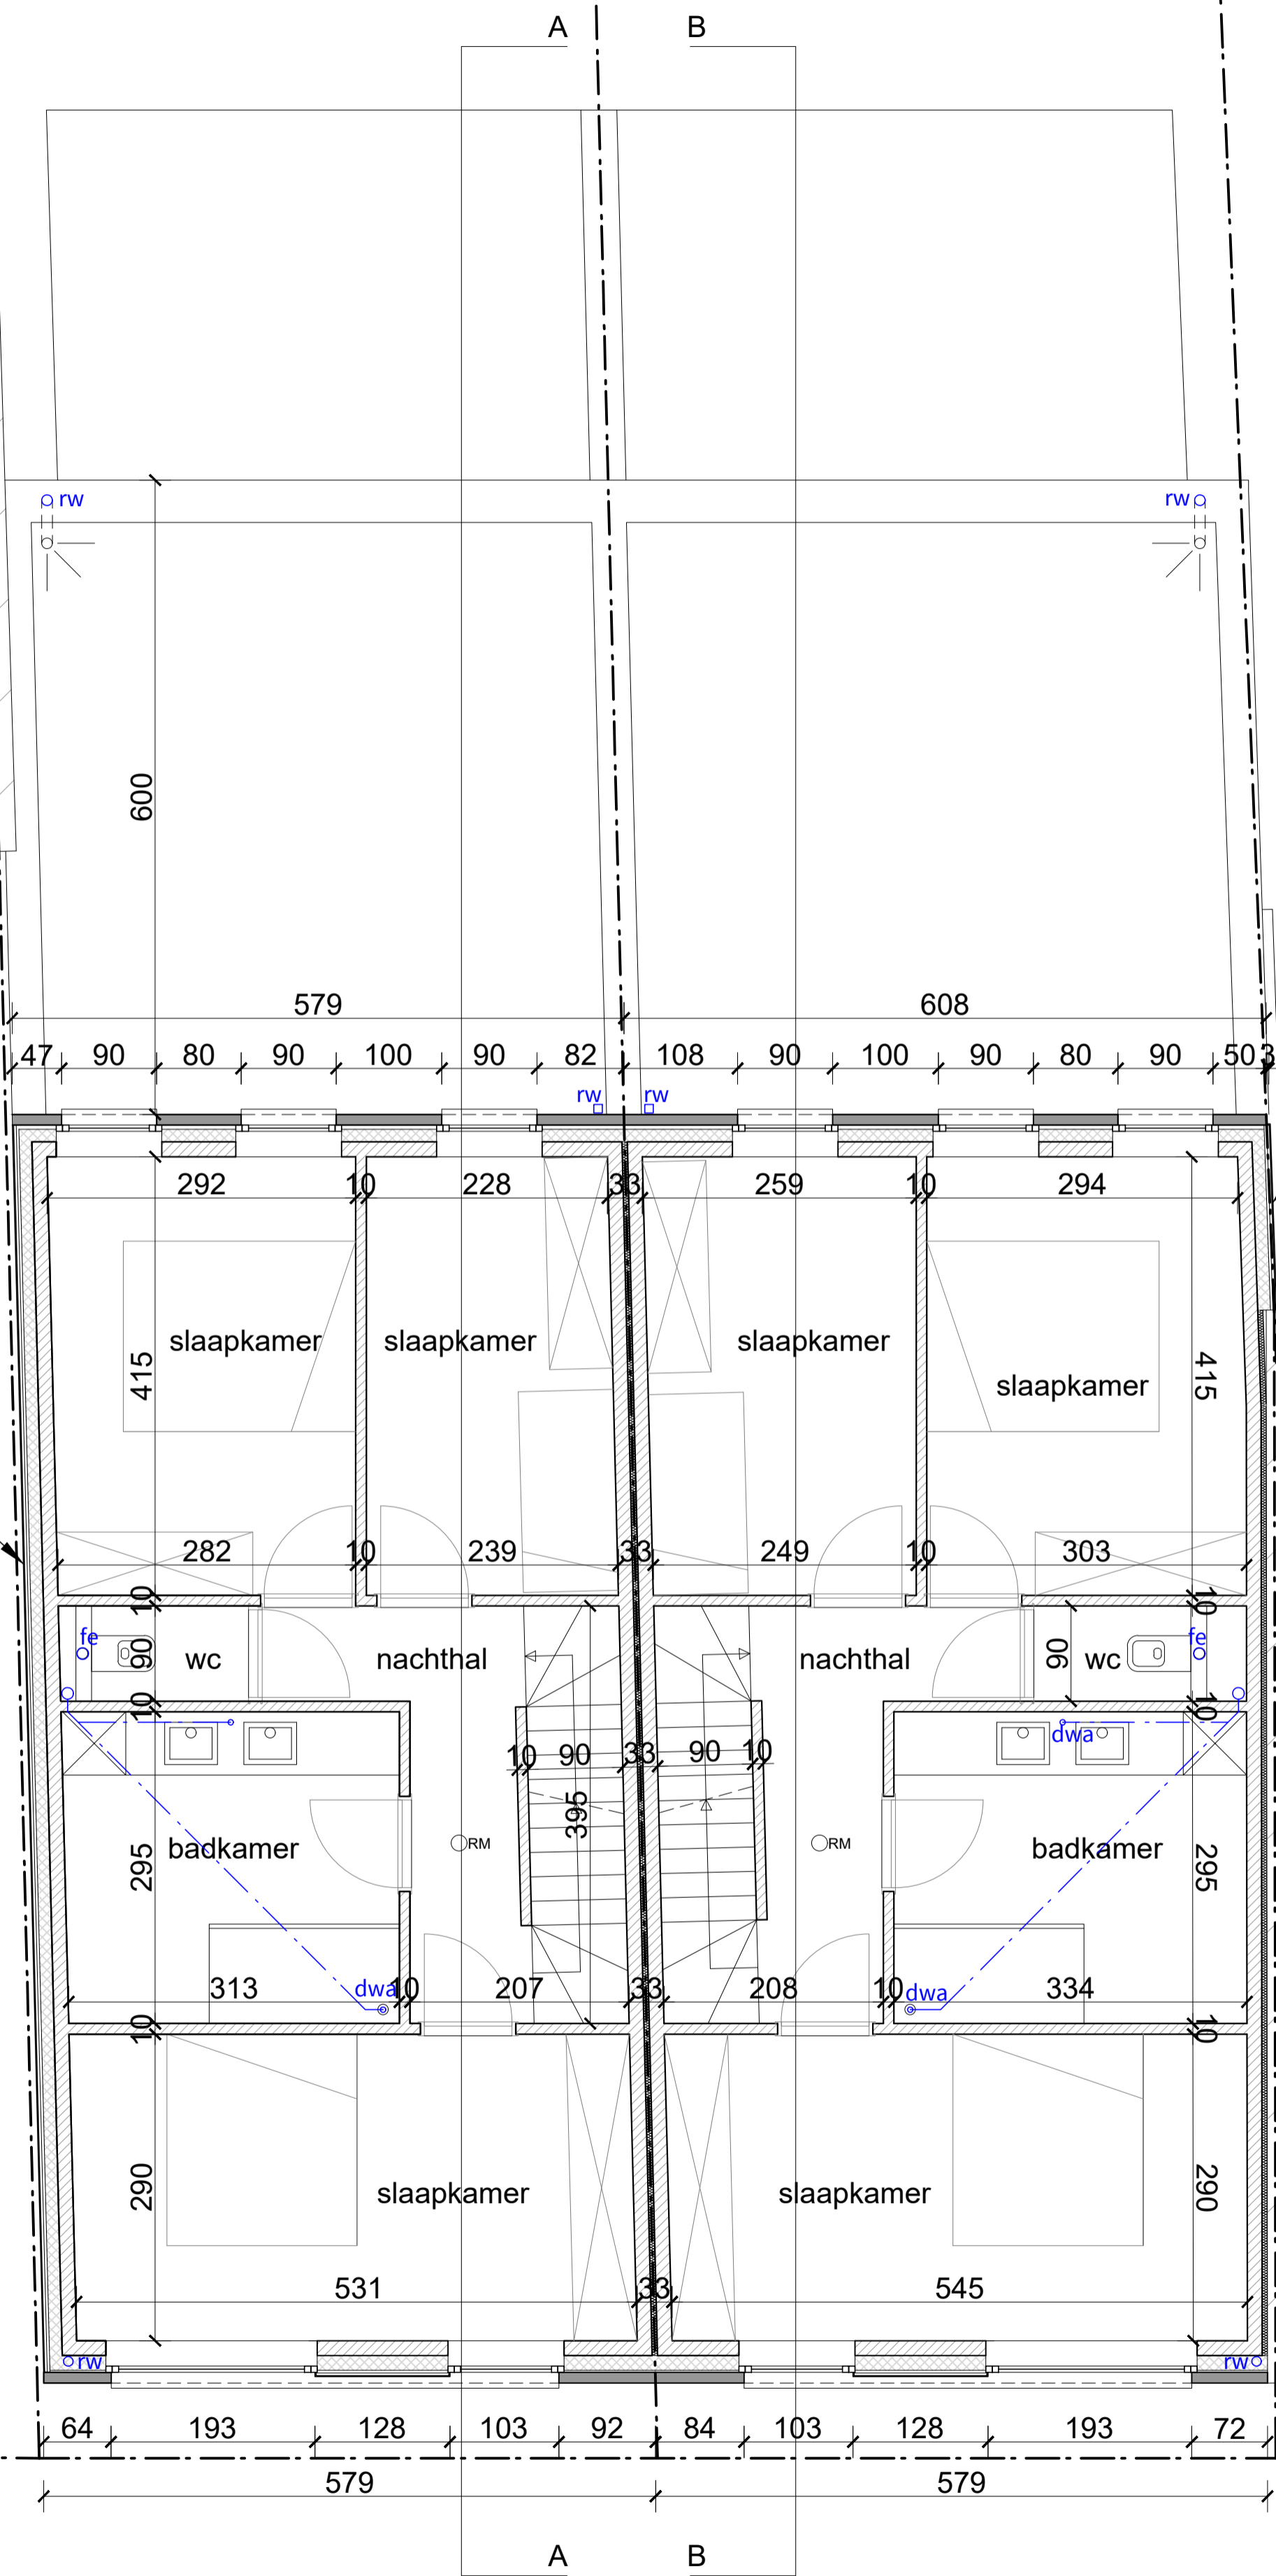 A B
rw rw
600
579 608
47 90 80 90 100 90 82 108 90 100 90 80 90 50 3
rw rw
292 10 228 33 259 10 294
slaapkamer slaapkamer slaapkamer
415 415
slaapkamer
282 10 239 33 249 10 303
10 10
fe fe
90 wc nachthal nachthal 90 wc
10 10
dwa
10 90 33 90 10
395
RM RM
badkamer badkamer
295 295
313 dwa 10 207 33 208 10 dwa 334
10 10
290 slaapkamer slaapkamer 290
531 33 545
rw rw
64 193 128 103 92 84 103 128 193 72
579 579
A B